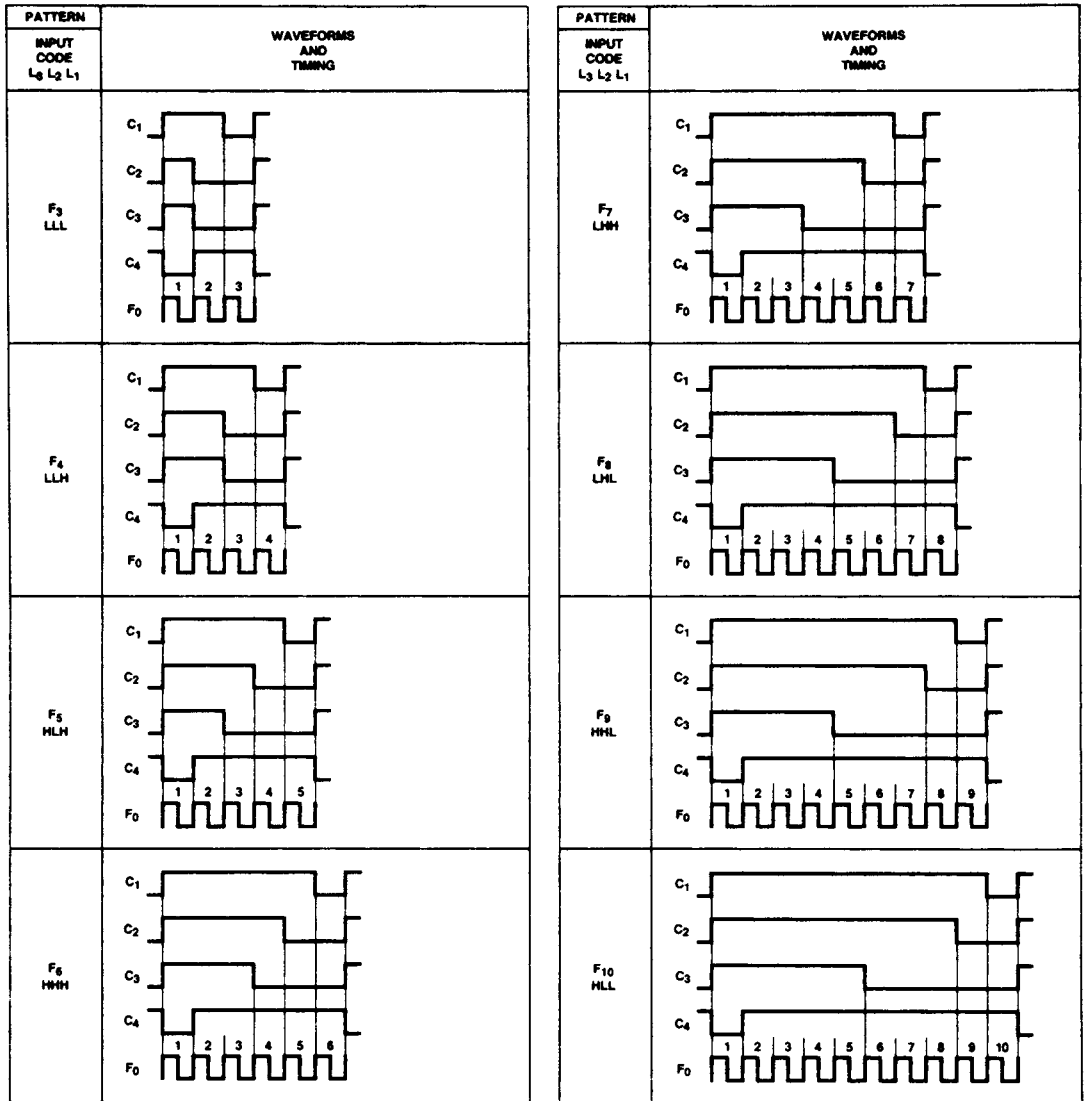 PATTERN
INPUT
CODE
L3 L2 L1
WAVEFORMS
AND
TIMING
F3
LLL
C1
C2
C3
C4
1 2 3
F0
F4
LLH
C1
C2
C3
C4
1 2 3 4
F0
F5
HLH
C1
C2
C3
C4
1 2 3 4 5
F0
F6
HHH
C1
C2
C3
C4
1 2 3 4 5 6
F0
PATTERN
INPUT
CODE
L3 L2 L1
WAVEFORMS
AND
TIMING
F7
LHH
C1
C2
C3
C4
1 2 3 4 5 6 7
F0
F8
LHL
C1
C2
C3
C4
1 2 3 4 5 6 7 8
F0
F9
HHL
C1
C2
C3
C4
1 2 3 4 5 6 7 8 9
F0
F10
HLL
C1
C2
C3
C4
1 2 3 4 5 6 7 8 9 10
F0